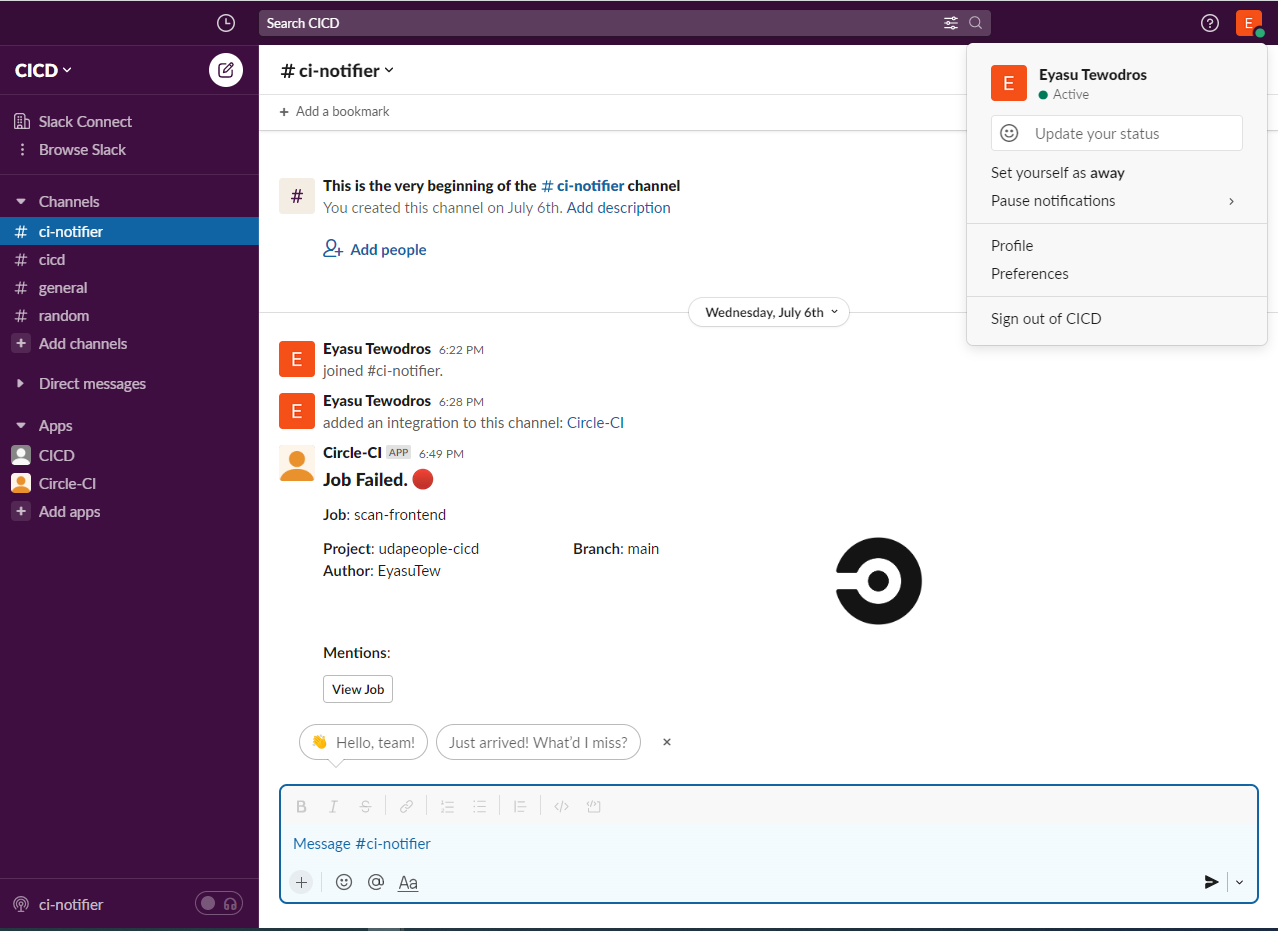 Search CICD
E
CICD
Slack Connect
Browse Slack
Channels
# ci-notifier
# cicd
# general
# random
+ Add channels
Direct messages
Apps
CICD
Circle-CI
+ Add apps
ci-notifier
# ci-notifier
+ Add a bookmark
# This is the very beginning of the # ci-notifier channel
You created this channel on July 6th. Add description
Add people
Wednesday, July 6th
E
Eyasu Tewodros 6:22 PM
joined #ci-notifier.
E
Eyasu Tewodros 6:28 PM
added an integration to this channel: Circle-CI
Circle-CI APP 6:49 PM
Job Failed.
Job: scan-frontend
Project: udapeople-cicd Branch: main
Author: EyasuTew
Mentions:
View Job
Hello, team! Just arrived! What’d I miss? ×
B I S
Message #ci-notifier
+ @ Aa
E
Eyasu Tewodros
Active
Update your status
Set yourself as away
Pause notifications
Profile
Preferences
Sign out of CICD